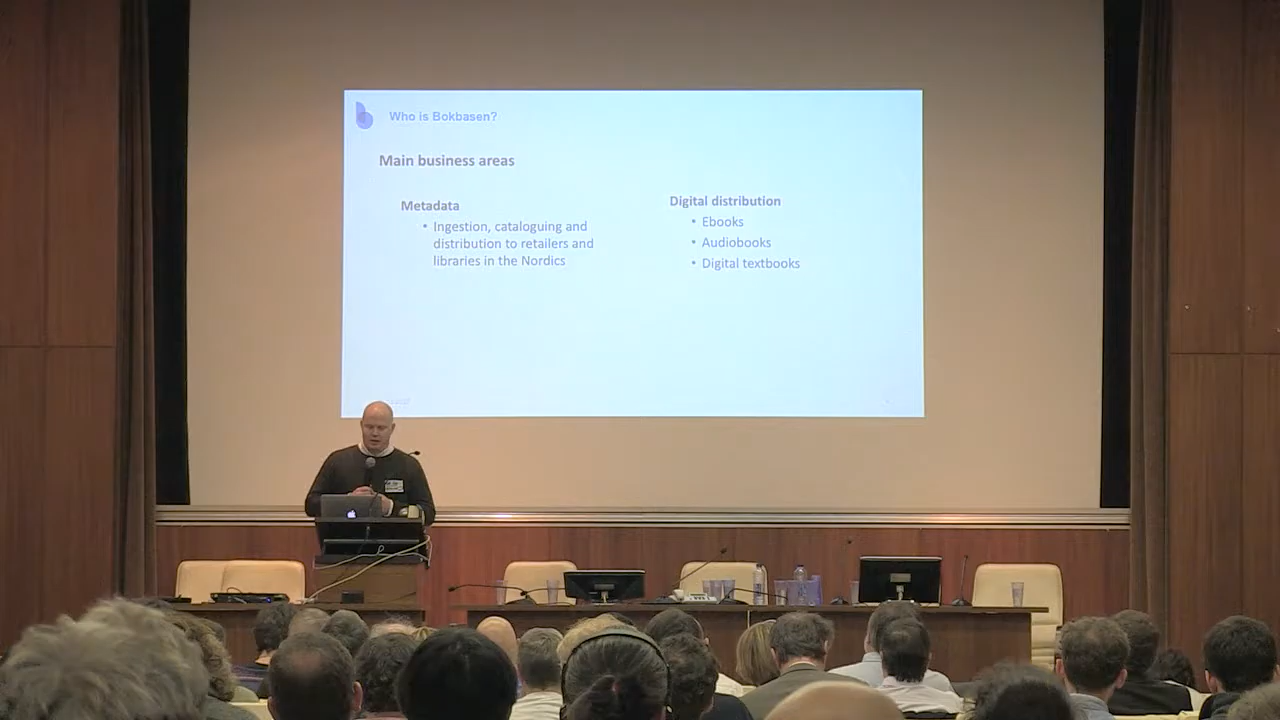 Who is Bokbasen?
Main business areas
Metadata
• Ingestion, cataloguing and
distribution to retailers and
libraries in the Nordics
Digital distribution
• Ebooks
• Audiobooks
• Digital textbooks